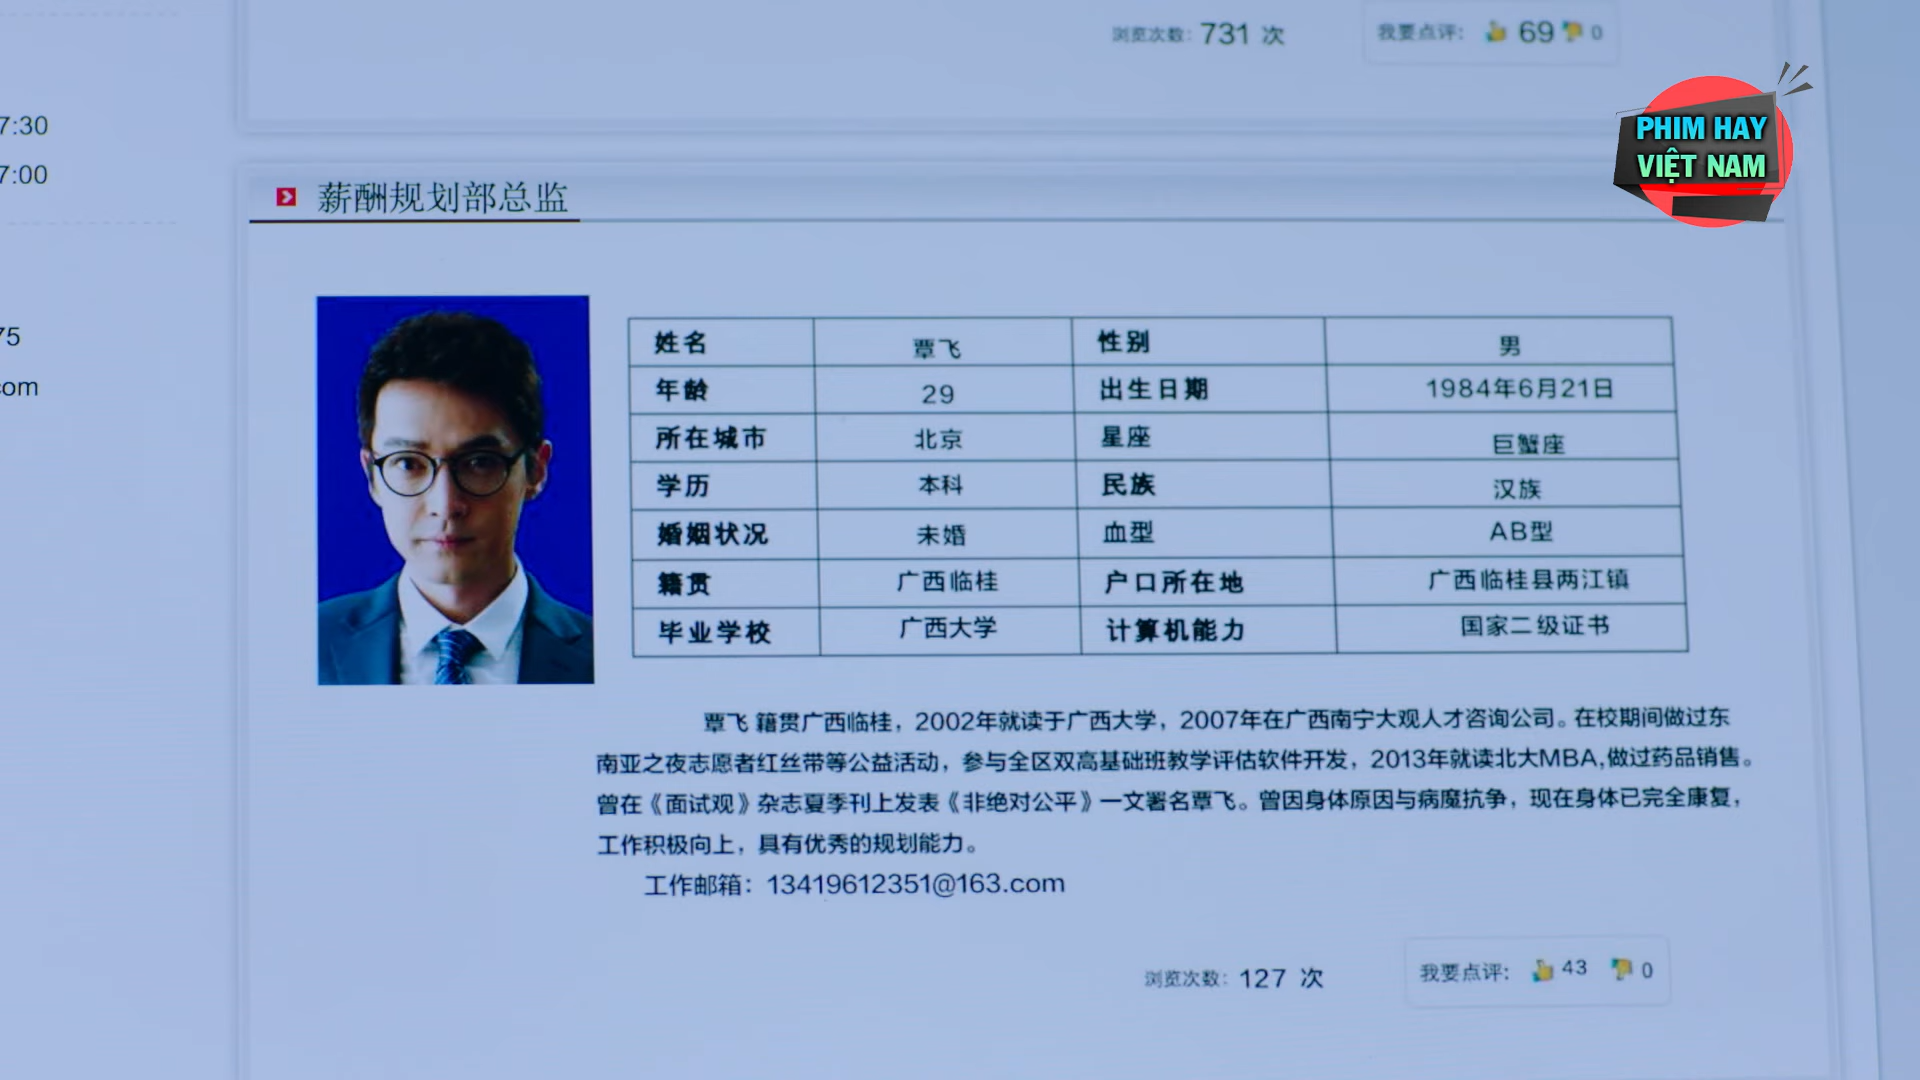 浏览次数: 731 次 我要点评: 69 0
7:30
PHIM HAY
VIỆT NAM
7:00
薪酬规划部总监
75
com
姓名 覃飞 性别 男
年龄 29 出生日期 1984年6月21日
所在城市 北京 星座 巨蟹座
学历 本科 民族 汉族
婚姻状况 未婚 血型 AB型
籍贯 广西临桂 户口所在地 广西临桂县两江镇
毕业学校 广西大学 计算机能力 国家二级证书
覃飞 籍贯广西临桂，2002年就读于广西大学，2007年在广西南宁大观人才咨询公司。在校期间做过东
南亚之夜志愿者红丝带等公益活动，参与全区双高基础班教学评估软件开发，2013年就读北大MBA,做过药品销售。
曾在《面试观》杂志夏季刊上发表《非绝对公平》一文署名覃飞。曾因身体原因与病魔抗争，现在身体已完全康复，
工作积极向上，具有优秀的规划能力。
工作邮箱：13419612351@163.com
浏览次数: 127 次 我要点评: 43 0